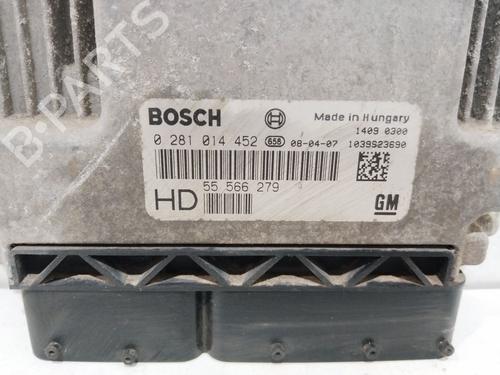 B-PARTS
BOSCH
Made in Hungary
1409 0300
0 281 014 452 658 08-04-07 1039S23690
55 566 279
HD
GM